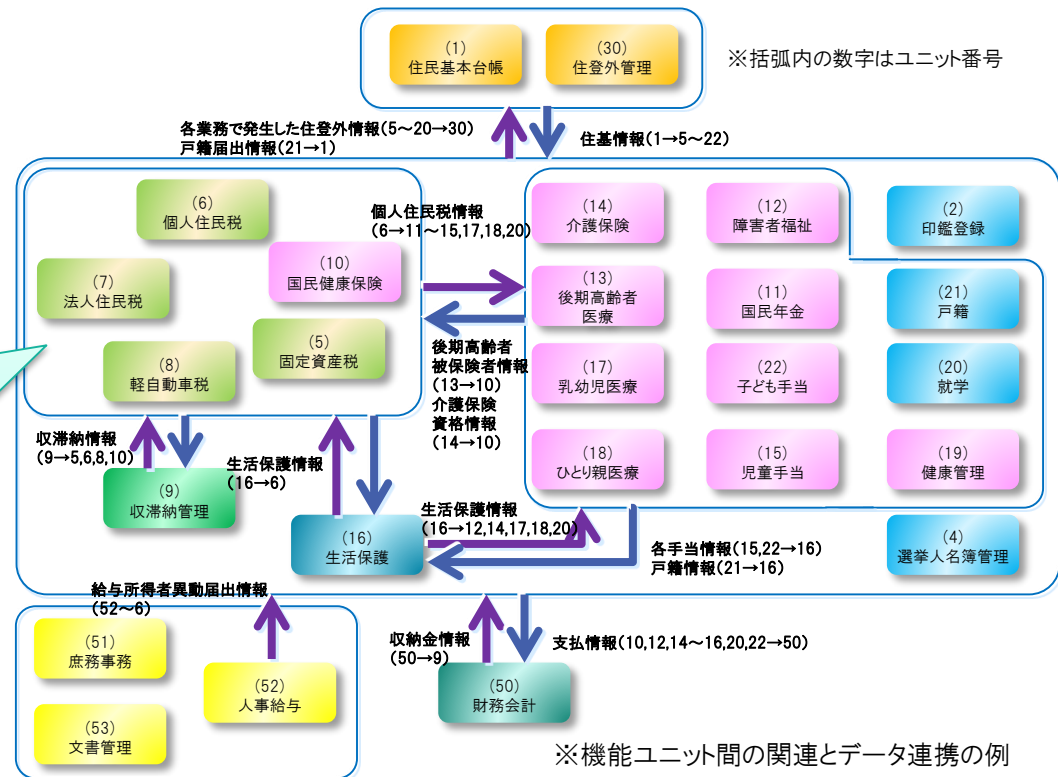 (1)
住民基本台帳
(30)
住登外管理
※括弧内の数字はユニット番号
各業務で発生した住登外情報(5～20→30)
戸籍届出情報(21→1)
住基情報(1→5～22)
(6)
個人住民税
(7)
法人住民税
(10)
国民健康保険
(5)
固定資産税
(8)
軽自動車税
個人住民税情報
(6→11～15,17,18,20)
後期高齢者
被保険者情報
(13→10)
介護保険
資格情報
(14→10)
(14)
介護保険
(12)
障害者福祉
(2)
印鑑登録
(13)
後期高齢者
医療
(11)
国民年金
(21)
戸籍
(17)
乳幼児医療
(22)
子ども手当
(20)
就学
(18)
ひとり親医療
(15)
児童手当
(19)
健康管理
収滞納情報
(9→5,6,8,10)
(9)
収滞納管理
生活保護情報
(16→6)
(16)
生活保護
生活保護情報
(16→12,14,17,18,20)
各手当情報(15,22→16)
戸籍情報(21→16)
(4)
選挙人名簿管理
給与所得者異動届出情報
(52～6)
(51)
庶務事務
(52)
人事給与
(53)
文書管理
収納金情報
(50→9)
支払情報(10,12,14～16,20,22→50)
(50)
財務会計
※機能ユニット間の関連とデータ連携の例